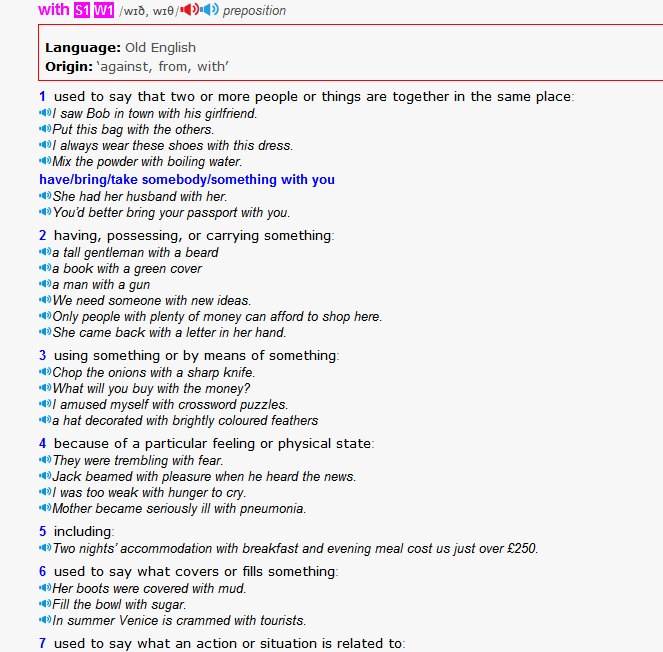 with S1 W1 /wɪð, wɪθ/ preposition
Language: Old English
Origin: ‘against, from, with’
1 used to say that two or more people or things are together in the same place:
I saw Bob in town with his girlfriend.
Put this bag with the others.
I always wear these shoes with this dress.
Mix the powder with boiling water.
have/bring/take somebody/something with you
She had her husband with her.
You’d better bring your passport with you.
2 having, possessing, or carrying something:
a tall gentleman with a beard
a book with a green cover
a man with a gun
We need someone with new ideas.
Only people with plenty of money can afford to shop here.
She came back with a letter in her hand.
3 using something or by means of something:
Chop the onions with a sharp knife.
What will you buy with the money?
I amused myself with crossword puzzles.
a hat decorated with brightly coloured feathers
4 because of a particular feeling or physical state:
They were trembling with fear.
Jack beamed with pleasure when he heard the news.
I was too weak with hunger to cry.
Mother became seriously ill with pneumonia.
5 including:
Two nights’ accommodation with breakfast and evening meal cost us just over £250.
6 used to say what covers or fills something:
Her boots were covered with mud.
Fill the bowl with sugar.
In summer Venice is crammed with tourists.
7 used to say what an action or situation is related to: